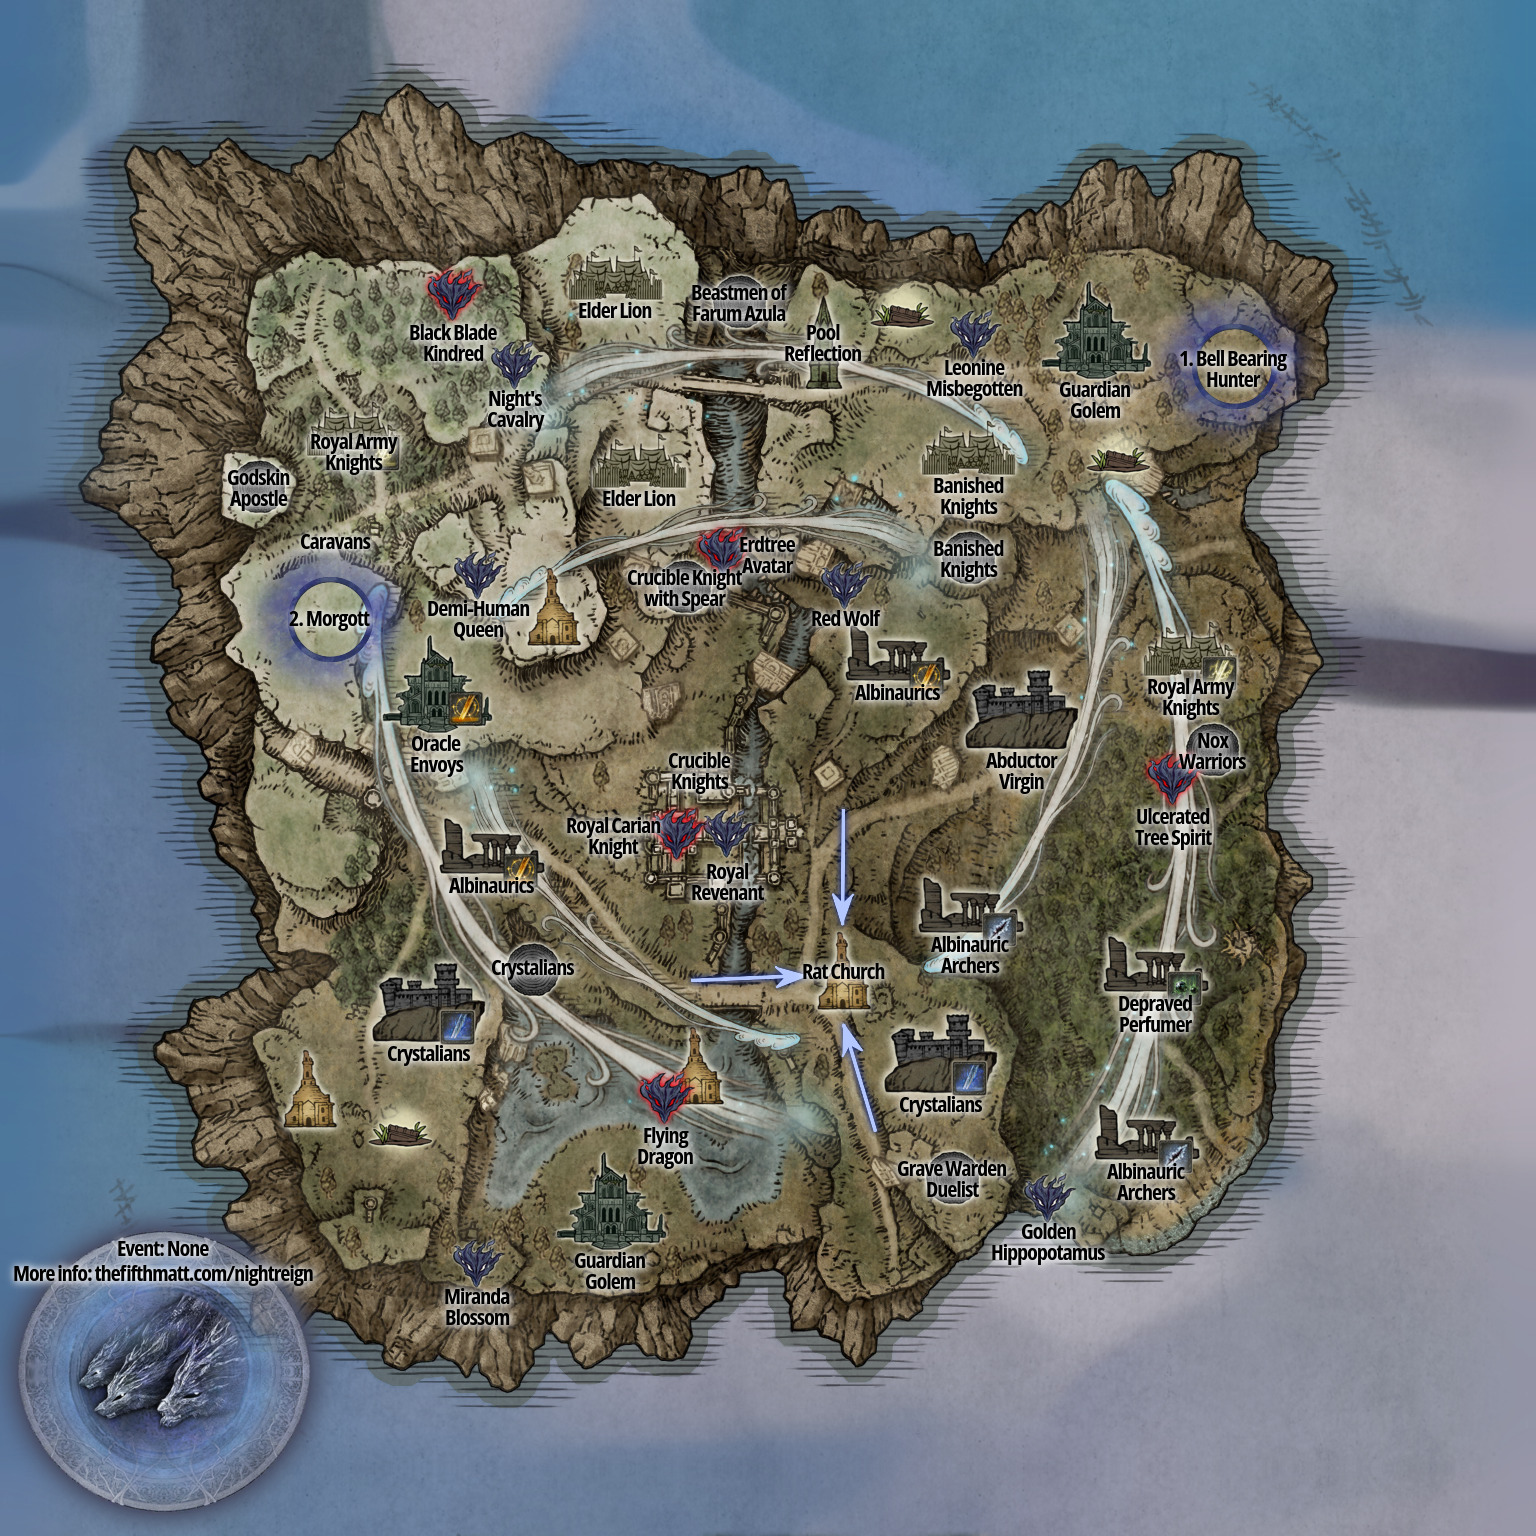 Elder Lion
Beastmen of
Farum Azula
Black Blade
Kindred
Pool
Reflection
Leonine
Misbegotten
Guardian
Golem
1. Bell Bearing
Hunter
Night's
Cavalry
Royal Army
Knights
Godskin
Apostle
Elder Lion
Banished
Knights
Caravans
Erdtree
Avatar
Banished
Knights
Crucible Knight
with Spear
2. Morgott
Demi-Human
Queen
Red Wolf
Albinaurics
Royal Army
Knights
Oracle
Envoys
Crucible
Knights
Abductor
Virgin
Nox
Warriors
Royal Carian
Knight
Ulcerated
Tree Spirit
Albinaurics
Royal
Revenant
Crystalians
Rat Church
Albinauric
Archers
Depraved
Perfumer
Crystalians
Crystalians
Flying
Dragon
Grave Warden
Duelist
Albinauric
Archers
Golden
Hippopotamus
Guardian
Golem
Miranda
Blossom
Event: None
More info: thefifthmatt.com/nightreign